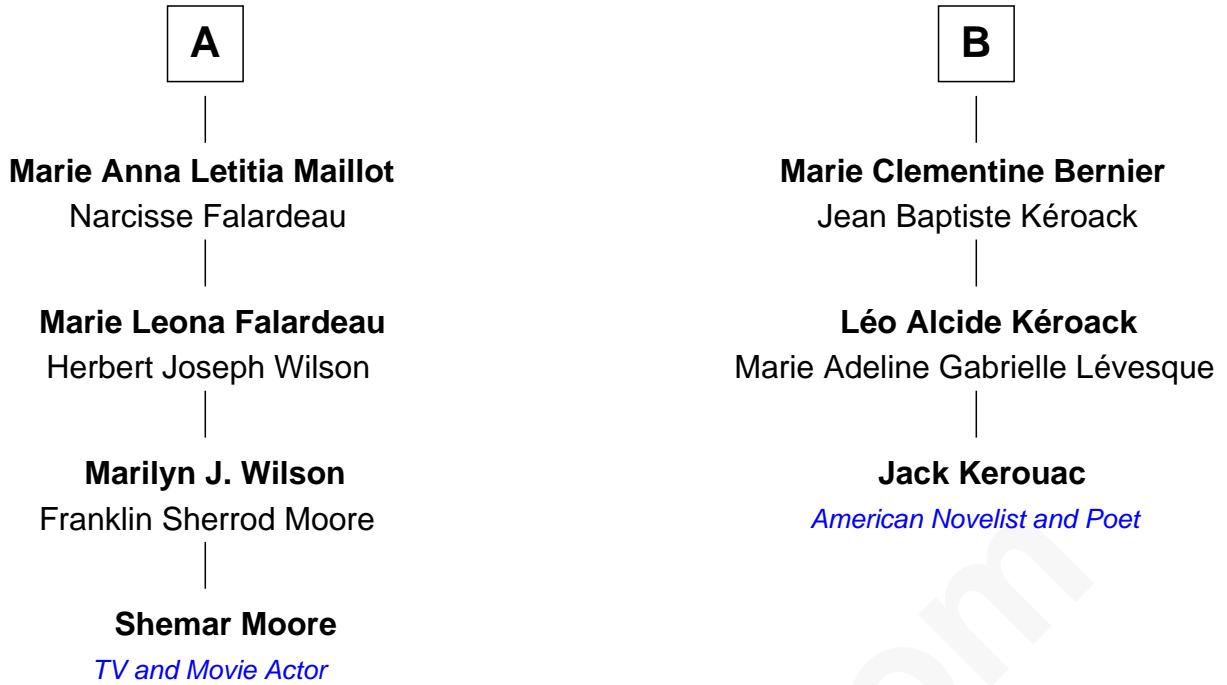 A
Marie Anna Letitia Maillot
Narcisse Falardeau
Marie Leona Falardeau
Herbert Joseph Wilson
Marilyn J. Wilson
Franklin Sherrod Moore
Shemar Moore
TV and Movie Actor
B
Marie Clementine Bernier
Jean Baptiste Kéroack
Léo Alcide Kéroack
Marie Adeline Gabrielle Lévesque
Jack Kerouac
American Novelist and Poet
om